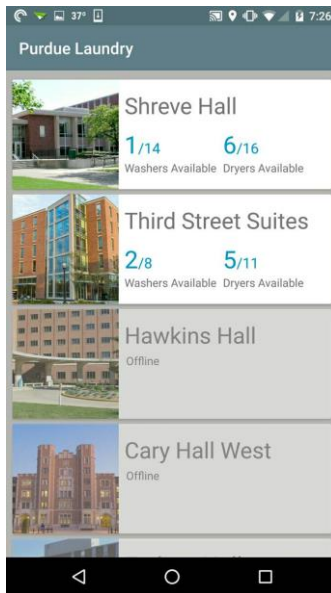 37° 7:26
Purdue Laundry
Shreve Hall
1/14 6/16
Washers Available Dryers Available
Third Street Suites
2/8 5/11
Washers Available Dryers Available
Hawkins Hall
Offline
Cary Hall West
Offline